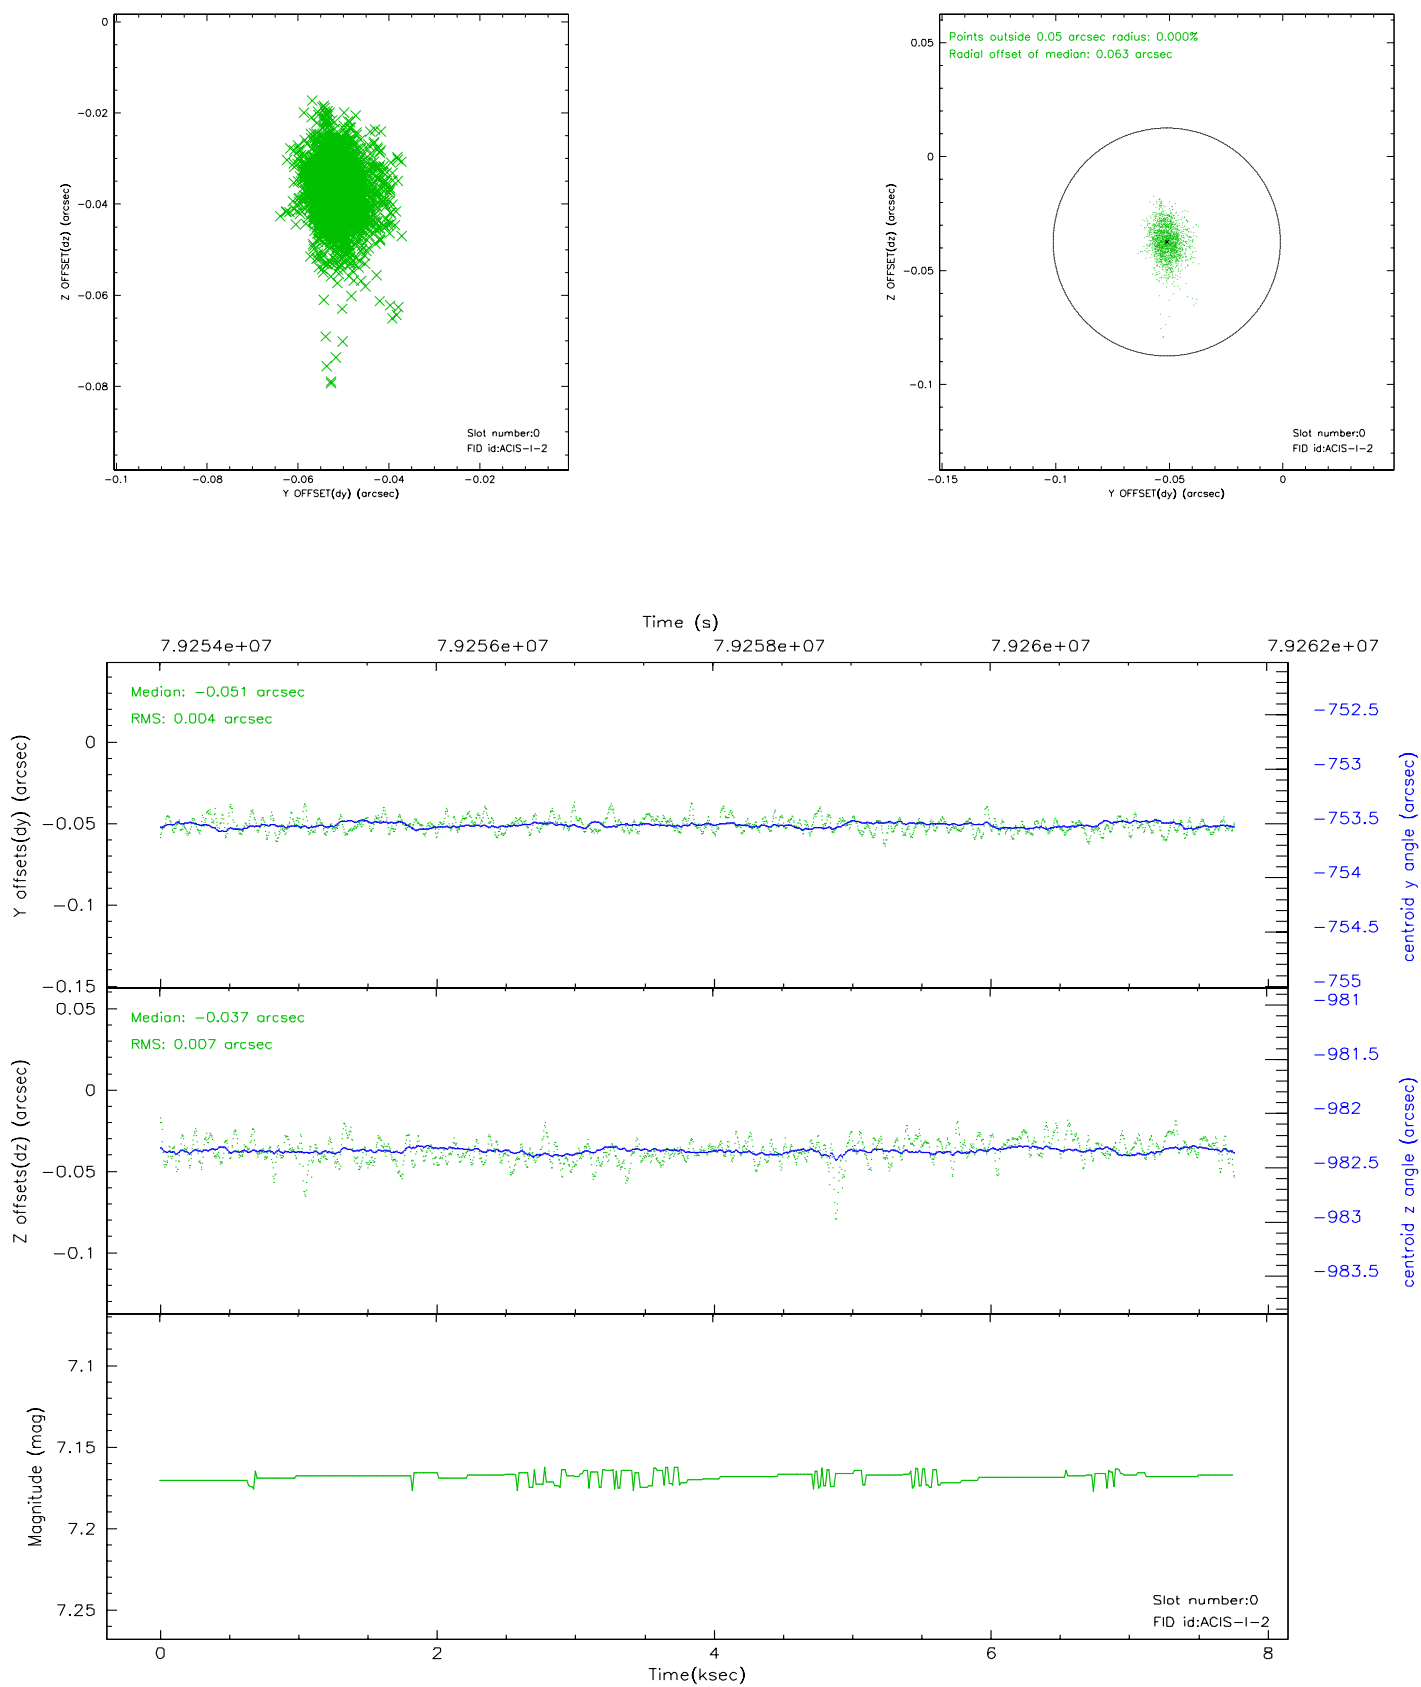 0
-0.02
-0.04
-0.06
-0.08
Z OFFSET(dz) (arcsec)
Slot number:0
FID id:ACIS-I-2
-0.1 -0.08 -0.06 -0.04 -0.02
Y OFFSET(dy) (arcsec)
Points outside 0.05 arcsec radius: 0.000%
Radial offset of median: 0.063 arcsec
0.05
0
-0.05
-0.1
Z OFFSET(dz) (arcsec)
Slot number:0
FID id:ACIS-I-2
-0.15 -0.1 -0.05 0
Y OFFSET(dy) (arcsec)
Time (s)
7.9254e+07 7.9256e+07 7.9258e+07 7.926e+07 7.9262e+07
Median: -0.051 arcsec
RMS: 0.004 arcsec
0
-0.05
-0.1
-0.15
Y offsets(dy) (arcsec)
-752.5
-753
-753.5
-754
-754.5
-755
centroid y angle (arcsec)
Median: -0.037 arcsec
RMS: 0.007 arcsec
0.05
0
-0.05
-0.1
Z offsets(dz) (arcsec)
-981
-981.5
-982
-982.5
-983
-983.5
centroid z angle (arcsec)
7.1
7.15
7.2
7.25
Magnitude (mag)
Slot number:0
FID id:ACIS-I-2
0 2 4 6 8
Time(ksec)